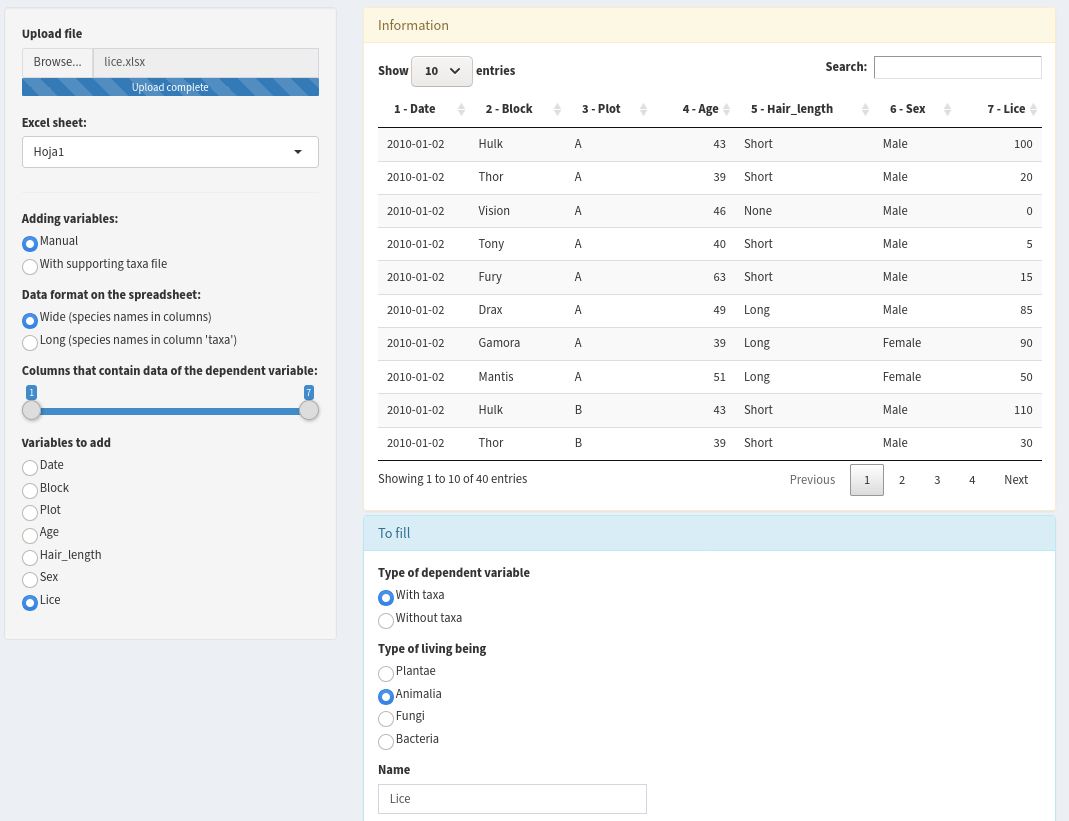 Upload file
Browse... lice.xlsx
Upload complete
Excel sheet:
Hoja1
Adding variables:
Manual
With supporting taxa file
Data format on the spreadsheet:
Wide (species names in columns)
Long (species names in column 'taxa')
Columns that contain data of the dependent variable:
1 7
Variables to add
Date
Block
Plot
Age
Hair_length
Sex
Lice
Information
Show 10 entries Search:
1 - Date 2 - Block 3 - Plot 4 - Age 5 - Hair_length 6 - Sex 7 - Lice
2010-01-02 Hulk A 43 Short Male 100
2010-01-02 Thor A 39 Short Male 20
2010-01-02 Vision A 46 None Male 0
2010-01-02 Tony A 40 Short Male 5
2010-01-02 Fury A 63 Short Male 15
2010-01-02 Drax A 49 Long Male 85
2010-01-02 Gamora A 39 Long Female 90
2010-01-02 Mantis A 51 Long Female 50
2010-01-02 Hulk B 43 Short Male 110
2010-01-02 Thor B 39 Short Male 30
Showing 1 to 10 of 40 entries Previous 1 2 3 4 Next
To fill
Type of dependent variable
With taxa
Without taxa
Type of living being
Plantae
Animalia
Fungi
Bacteria
Name
Lice